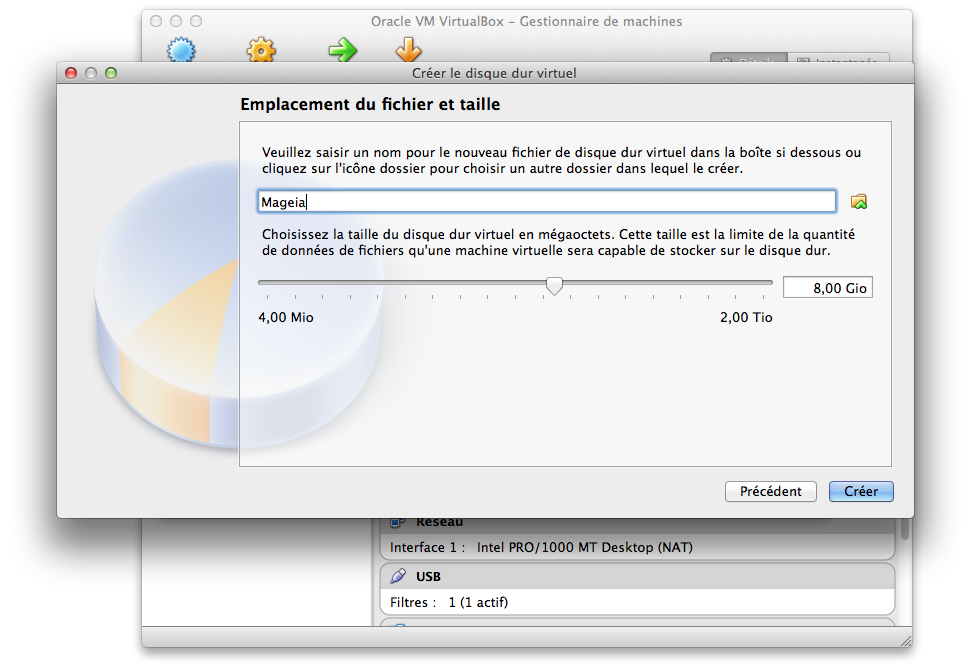 Oracle VM VirtualBox – Gestionnaire de machines
Créer le disque dur virtuel
Emplacement du fichier et taille
Veuillez saisir un nom pour le nouveau fichier de disque dur virtuel dans la boîte si dessous ou
cliquez sur l'icône dossier pour choisir un autre dossier dans lequel le créer.
Mageia
Choisissez la taille du disque dur virtuel en mégaoctets. Cette taille est la limite de la quantité
de données de fichiers qu'une machine virtuelle sera capable de stocker sur le disque dur.
8,00 Gio
4,00 Mio
2,00 Tio
Précédent
Créer
Réseau
Interface 1 : Intel PRO/1000 MT Desktop (NAT)
USB
Filtres : 1 (1 actif)